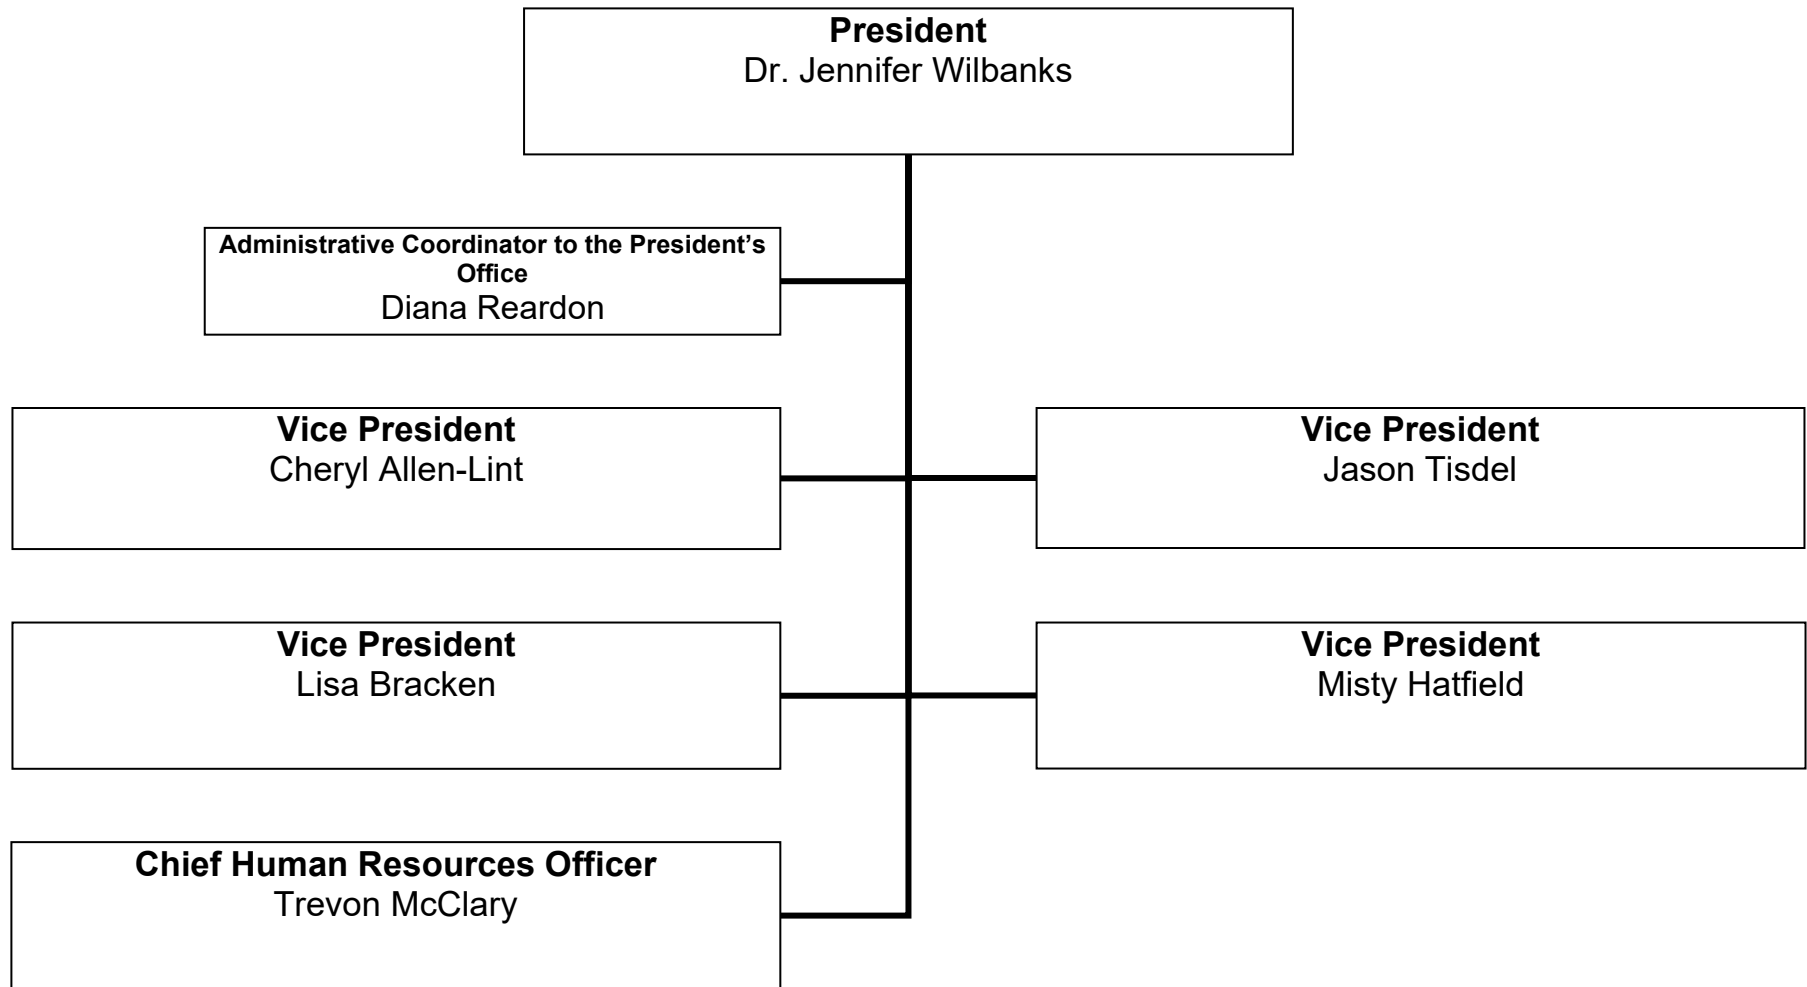 President
Dr. Jennifer Wilbanks
Administrative Coordinator to the President’s
Office
Diana Reardon
Vice President
Cheryl Allen-Lint
Vice President
Jason Tisdel
Vice President
Lisa Bracken
Vice President
Misty Hatfield
Chief Human Resources Officer
Trevon McClary